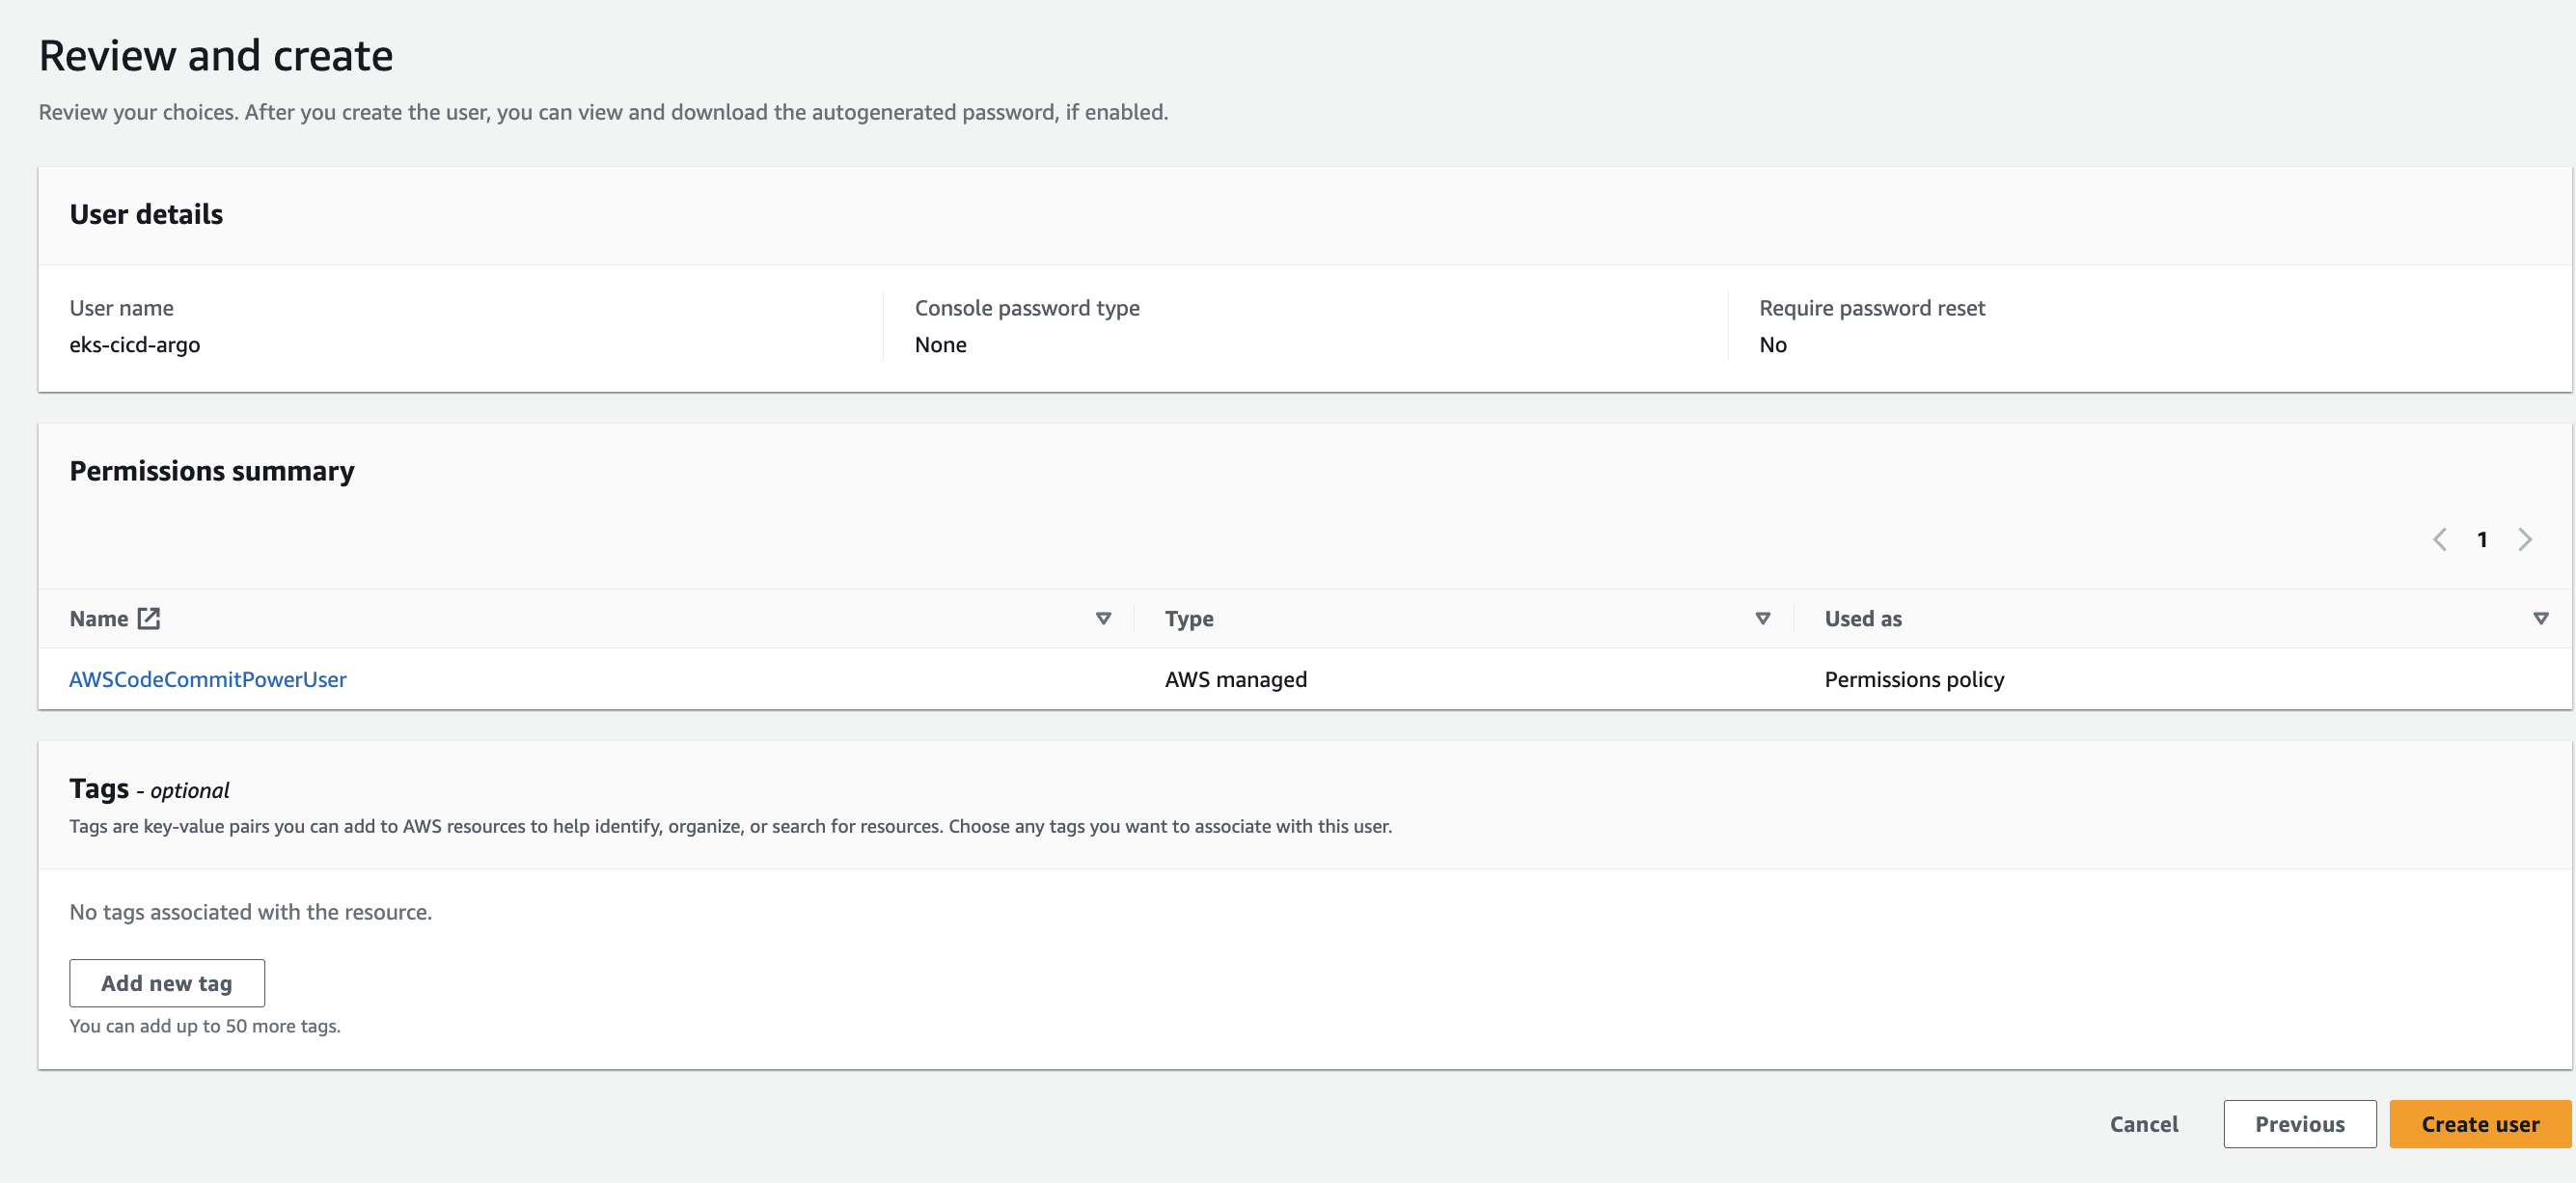 Review and create
Review your choices. After you create the user, you can view and download the autogenerated password, if enabled.
User details
User name
eks-cicd-argo
Console password type
None
Require password reset
No
Permissions summary
1
Name
Type
Used as
AWSCodeCommitPowerUser
AWS managed
Permissions policy
Tags - optional
Tags are key-value pairs you can add to AWS resources to help identify, organize, or search for resources. Choose any tags you want to associate with this user.
No tags associated with the resource.
Add new tag
You can add up to 50 more tags.
Cancel
Previous
Create user